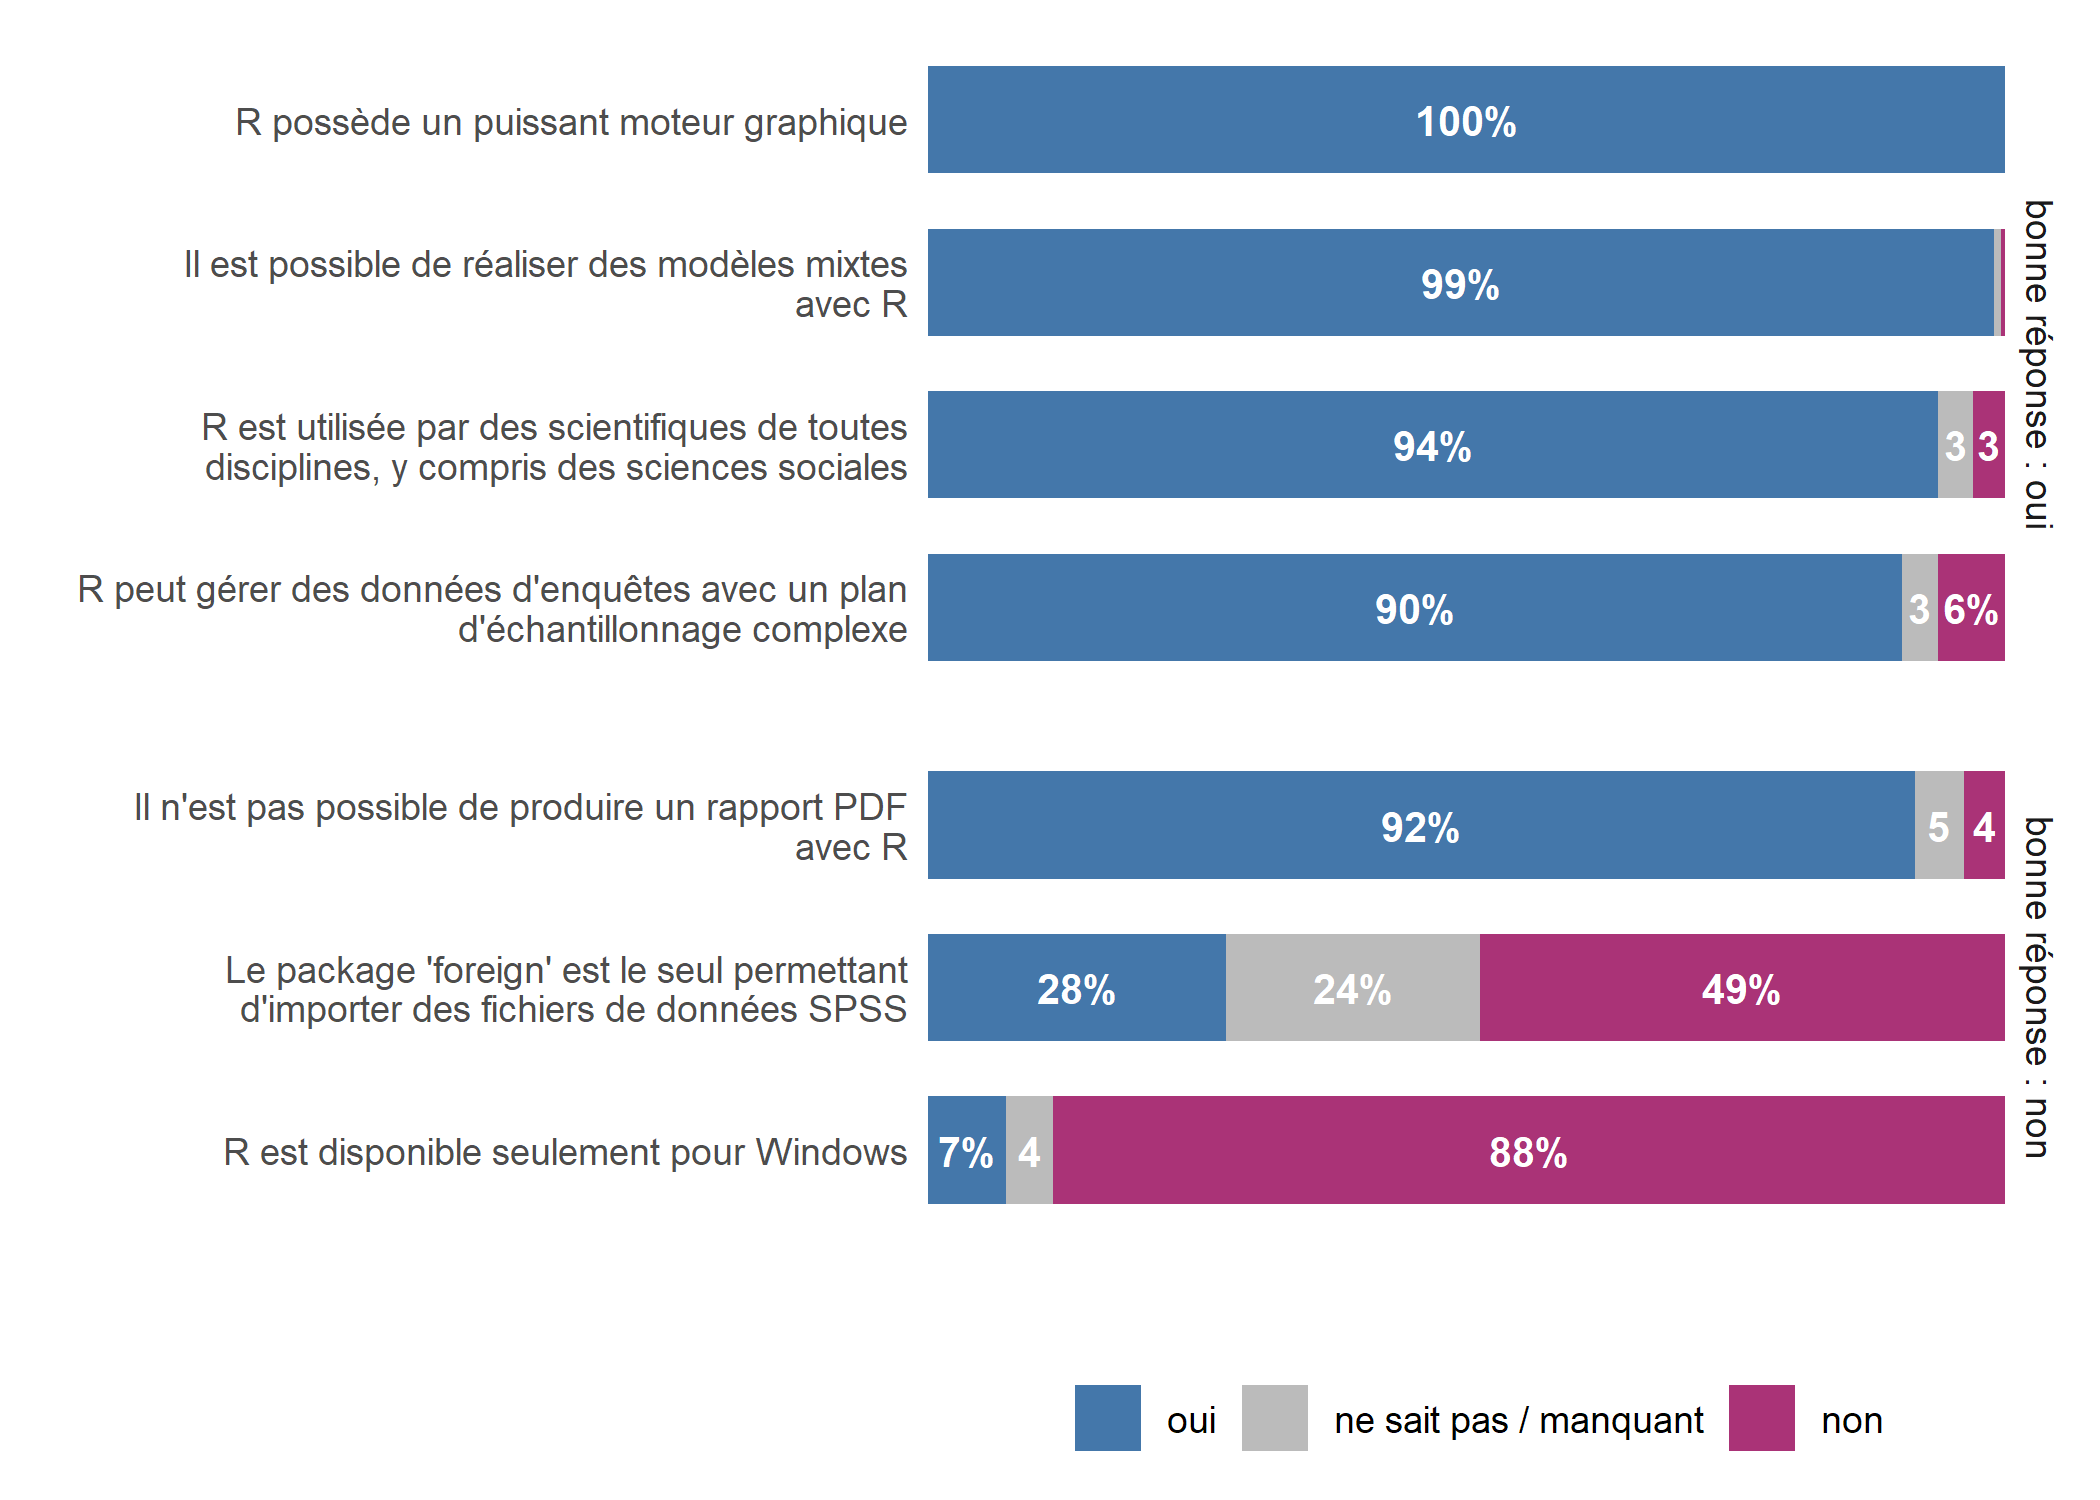 R possède un puissant moteur graphique
100%
Il est possible de réaliser des modèles mixtes
avec R
99%
R est utilisée par des scientifiques de toutes
disciplines, y compris des sciences sociales
94%
3
3
R peut gérer des données d'enquêtes avec un plan
d'échantillonnage complexe
90%
3
6%
bonne réponse : oui
Il n'est pas possible de produire un rapport PDF
avec R
92%
5
4
Le package 'foreign' est le seul permettant
d'importer des fichiers de données SPSS
28%
24%
49%
R est disponible seulement pour Windows
7%
4
88%
bonne réponse : non
oui
ne sait pas / manquant
non